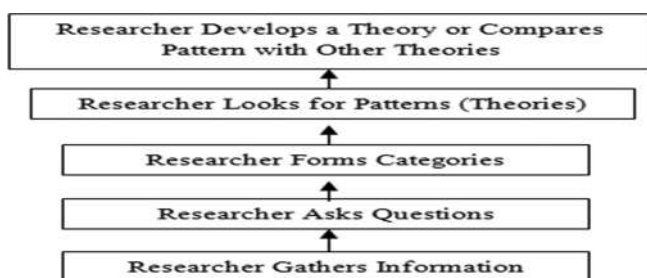 Researcher Develops a Theory or Compares
Pattern with Other Theories
Researcher Looks for Patterns (Theories)
Researcher Forms Categories
Researcher Asks Questions
Researcher Gathers Information